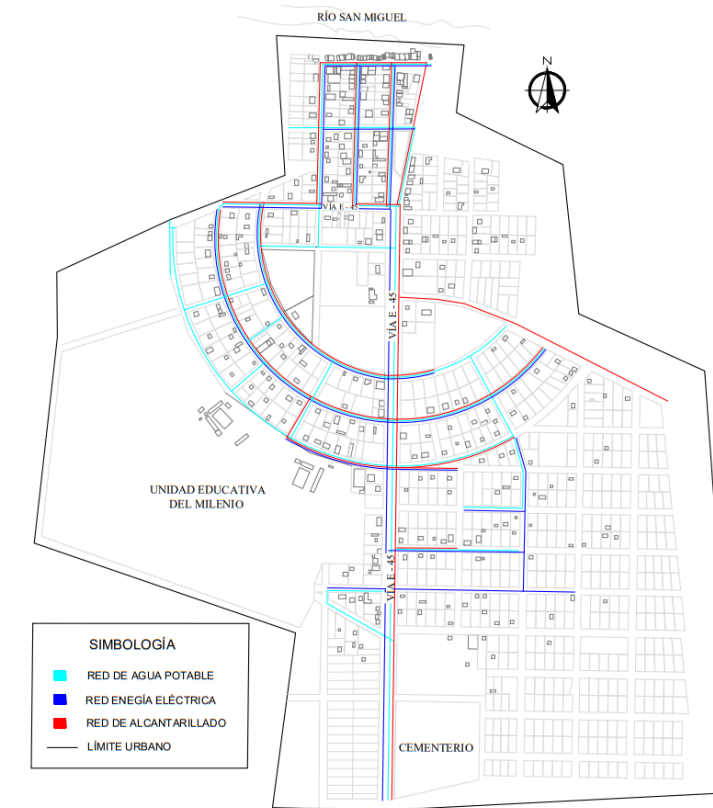 RÍO SAN MIGUEL
N
VÍA E - 45
VÍA E - 45
UNIDAD EDUCATIVA
DEL MILENIO
VÍA E - 45
SIMBOLOGÍA
RED DE AGUA POTABLE
RED ENEGÍA ELÉCTRICA
RED DE ALCANTARILLADO
LÍMITE URBANO
CEMENTERIO